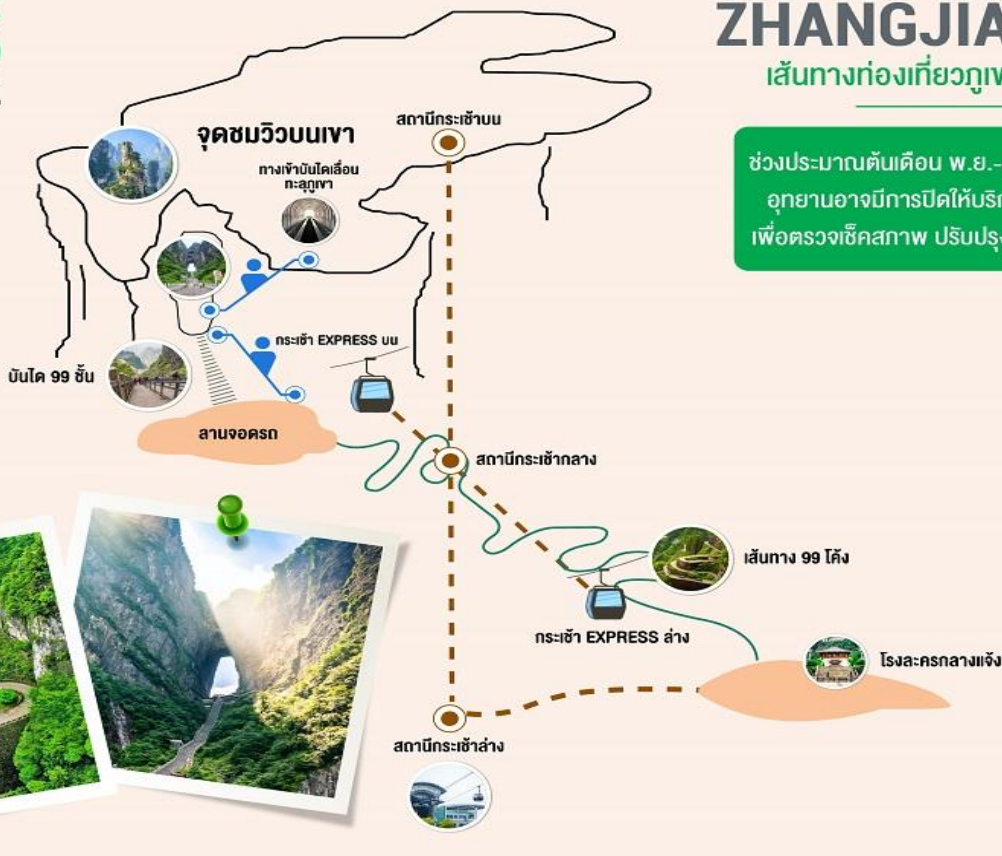 ZHANGJIA
เส้นทางท่องเที่ยวภูเข
ช่วงประมาณต้นเดือน พ.ย.-
อุทยานอาจมีการปิดให้บริก
เพื่อตรวจเช็คสภาพ ปรับปรุง
สถานีกระเช้าบน
จุดชมวิวบนเขา
ทางเข้าบันไดเลื่อน
ทะลุภูเขา
กระเช้า EXPRESS บน
บันได 99 ชั้น
ลานจอดรถ
สถานีกระเช้ากลาง
เส้นทาง 99 โค้ง
กระเช้า EXPRESS ล่าง
โรงละครกลางแจ้ง
สถานีกระเช้าล่าง